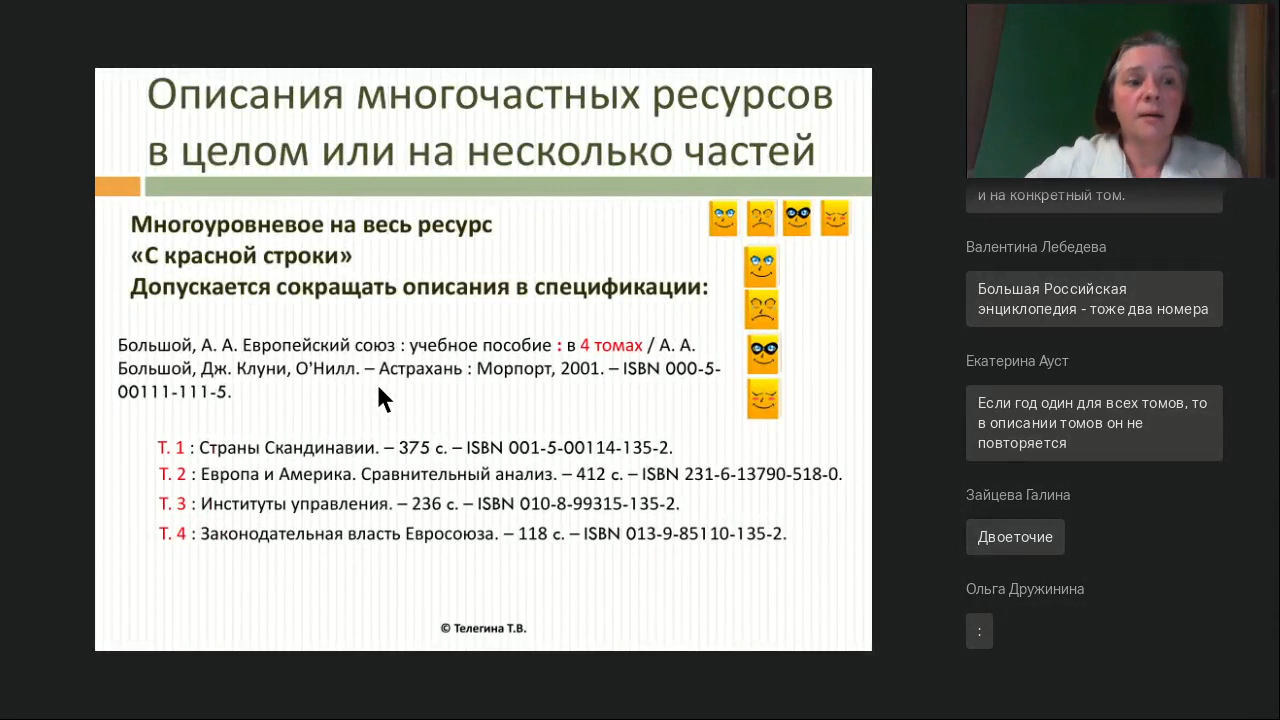 Описания многочастных ресурсов
в целом или на несколько частей
Многоуровневое на весь ресурс
«С красной строки»
Допускается сокращать описания в спецификации:
Большой, А. А. Европейский союз : учебное пособие : в 4 томах / А. А.
Большой, Дж. Клуни, О'Нилл. – Астрахань : Морпорт, 2001. – ISBN 000-5-
00111-111-5.
Т. 1 : Страны Скандинавии. – 375 с. – ISBN 001-5-00114-135-2.
Т. 2 : Европа и Америка. Сравнительный анализ. – 412 с. – ISBN 231-6-13790-518-0.
Т. 3 : Институты управления. – 236 с. – ISBN 010-8-99315-135-2.
Т. 4 : Законодательная власть Евросоюза. – 118 с. – ISBN 013-9-85110-135-2.
© Телегина Т.В.
и на конкретный том.
Валентина Лебедева
Большая Российская
энциклопедия - тоже два номера
Екатерина Ауст
Если год один для всех томов, то
в описании томов он не
повторяется
Зайцева Галина
Двоеточие
Ольга Дружинина
: